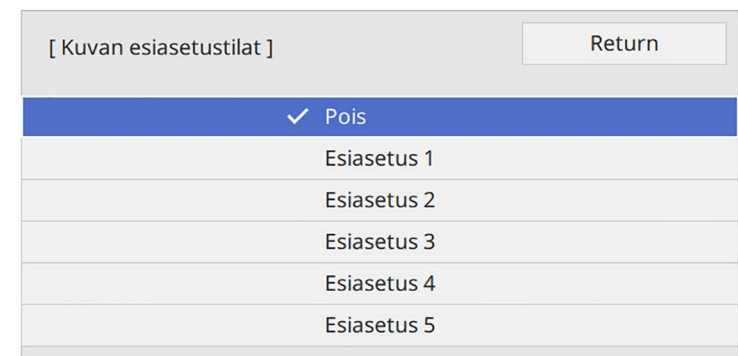 [ Kuvan esiasetustilat ]
Return
Pois
Esiasetus 1
Esiasetus 2
Esiasetus 3
Esiasetus 4
Esiasetus 5